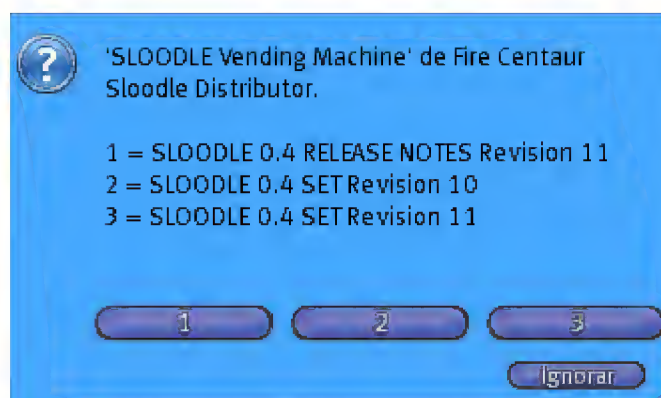 'SLOODLE Vending Machine' de Fire Centaur
Sloodle Distributor.
1 = SLOODLE 0.4 RELEASE NOTES Revision 11
2 = SLOODLE 0.4 SET Revision 10
3 = SLOODLE 0.4 SET Revision 11
1 2 3
Ignorar